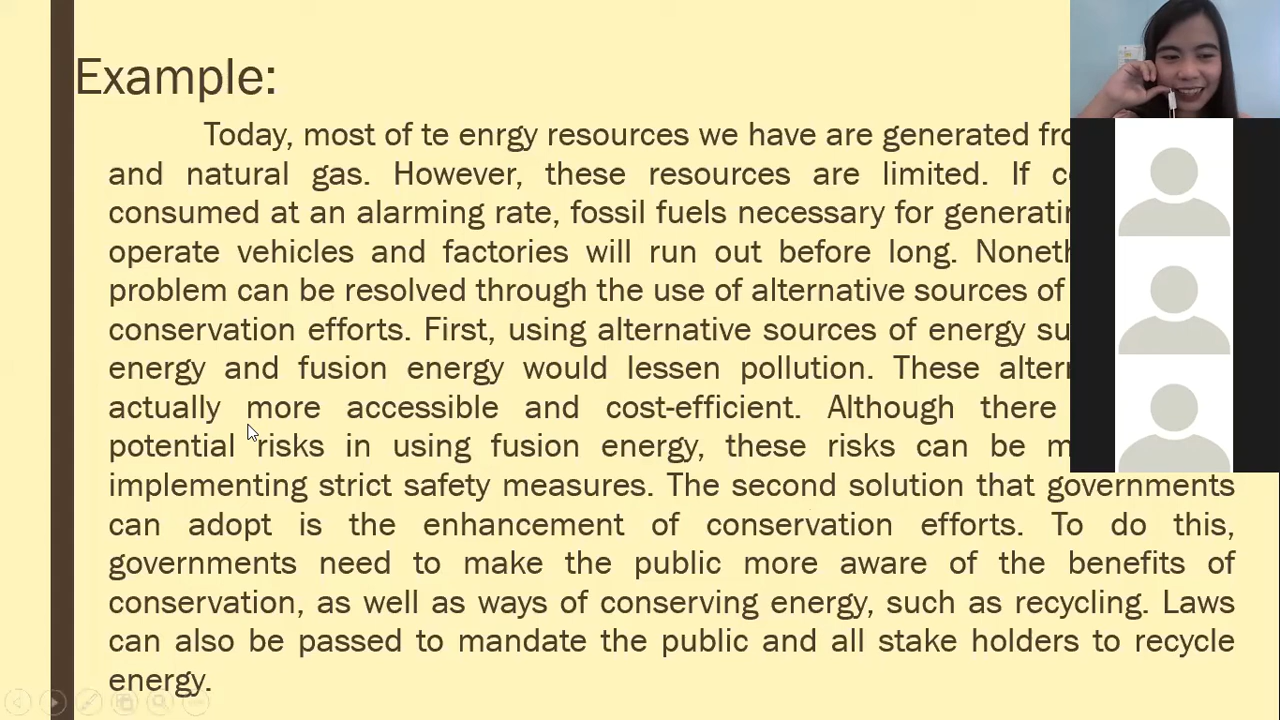 Example:
Today, most of te enrgy resources we have are generated
and natural gas. However, these resources are limited. If
consumed at an alarming rate, fossil fuels necessary for
operate vehicles and factories will run out before long.
problem can be resolved through the use of alternative sources of
conservation efforts. First, using alternative sources of energy
energy and fusion energy would lessen pollution. These
actually more accessible and cost-efficient. Although there
potential risks in using fusion energy, these risks can be
implementing strict safety measures. The second solution that governments
can adopt is the enhancement of conservation efforts. To do this,
governments need to make the public more aware of the benefits of
conservation, as well as ways of conserving energy, such as recycling. Laws
can also be passed to mandate the public and all stake holders to recycle
energy.